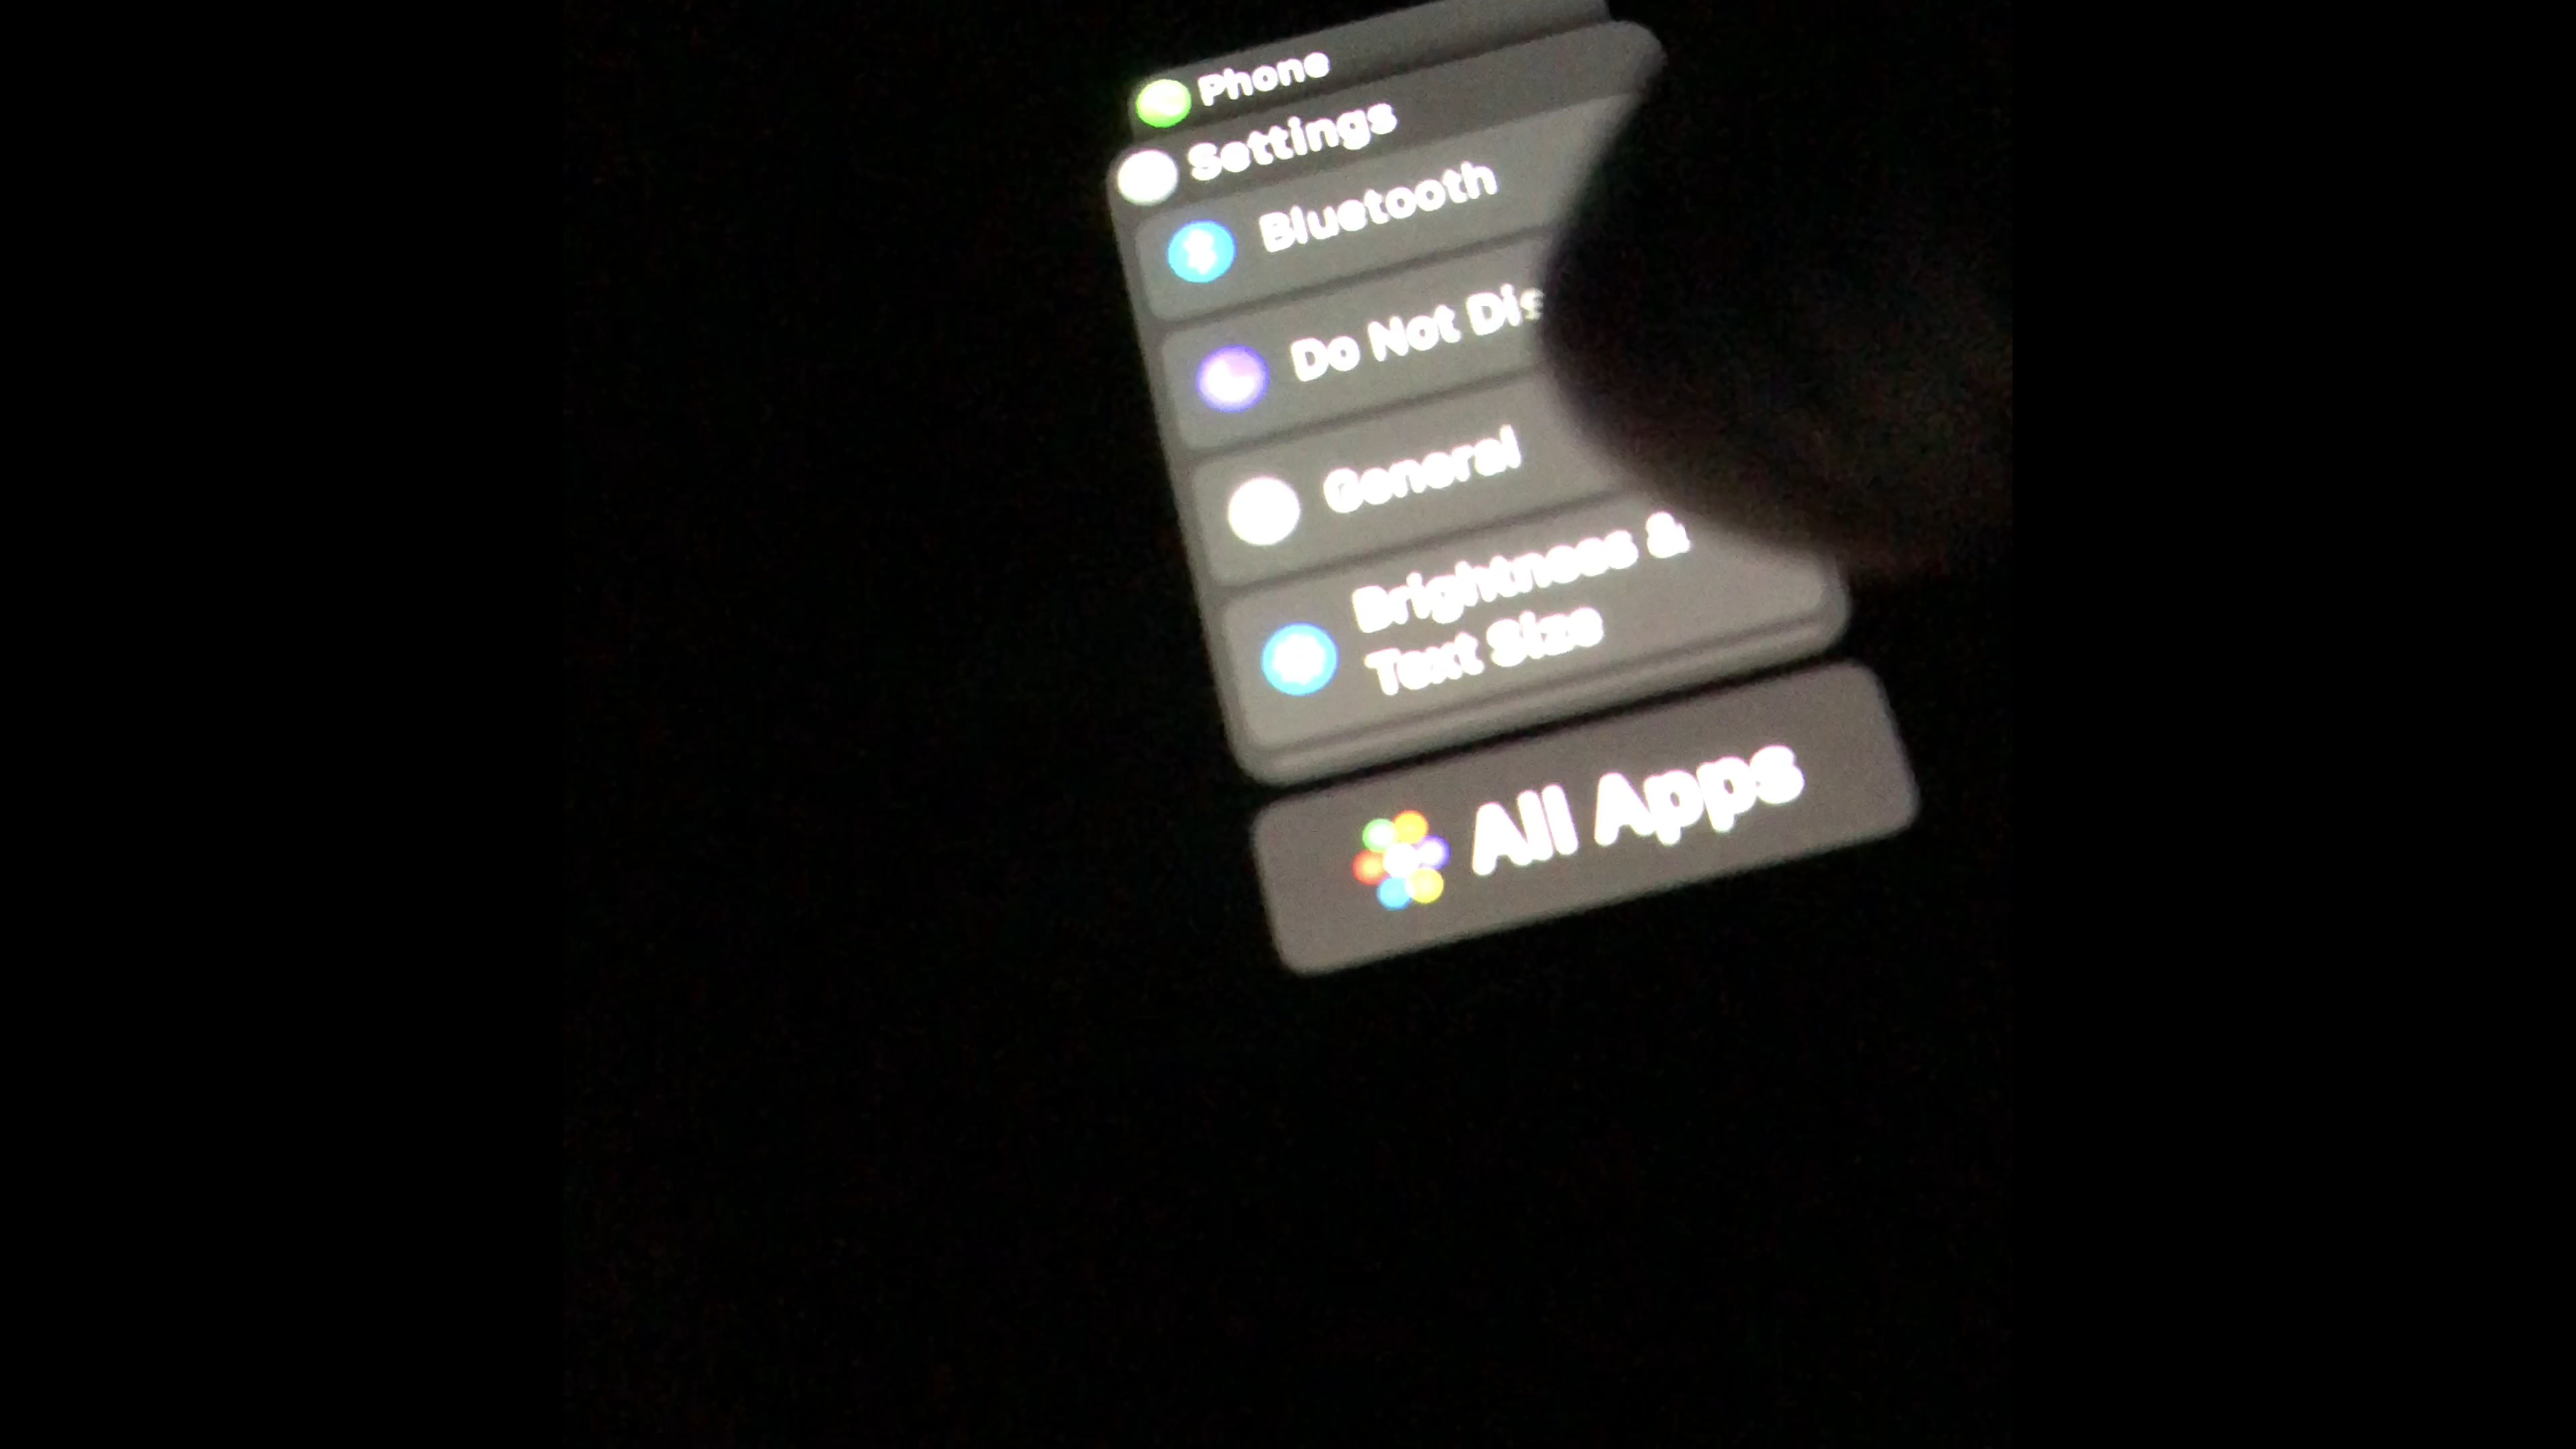 Phone
Settings
Bluetooth
Do Not Dis
General
Brightness &
Text Size
All Apps